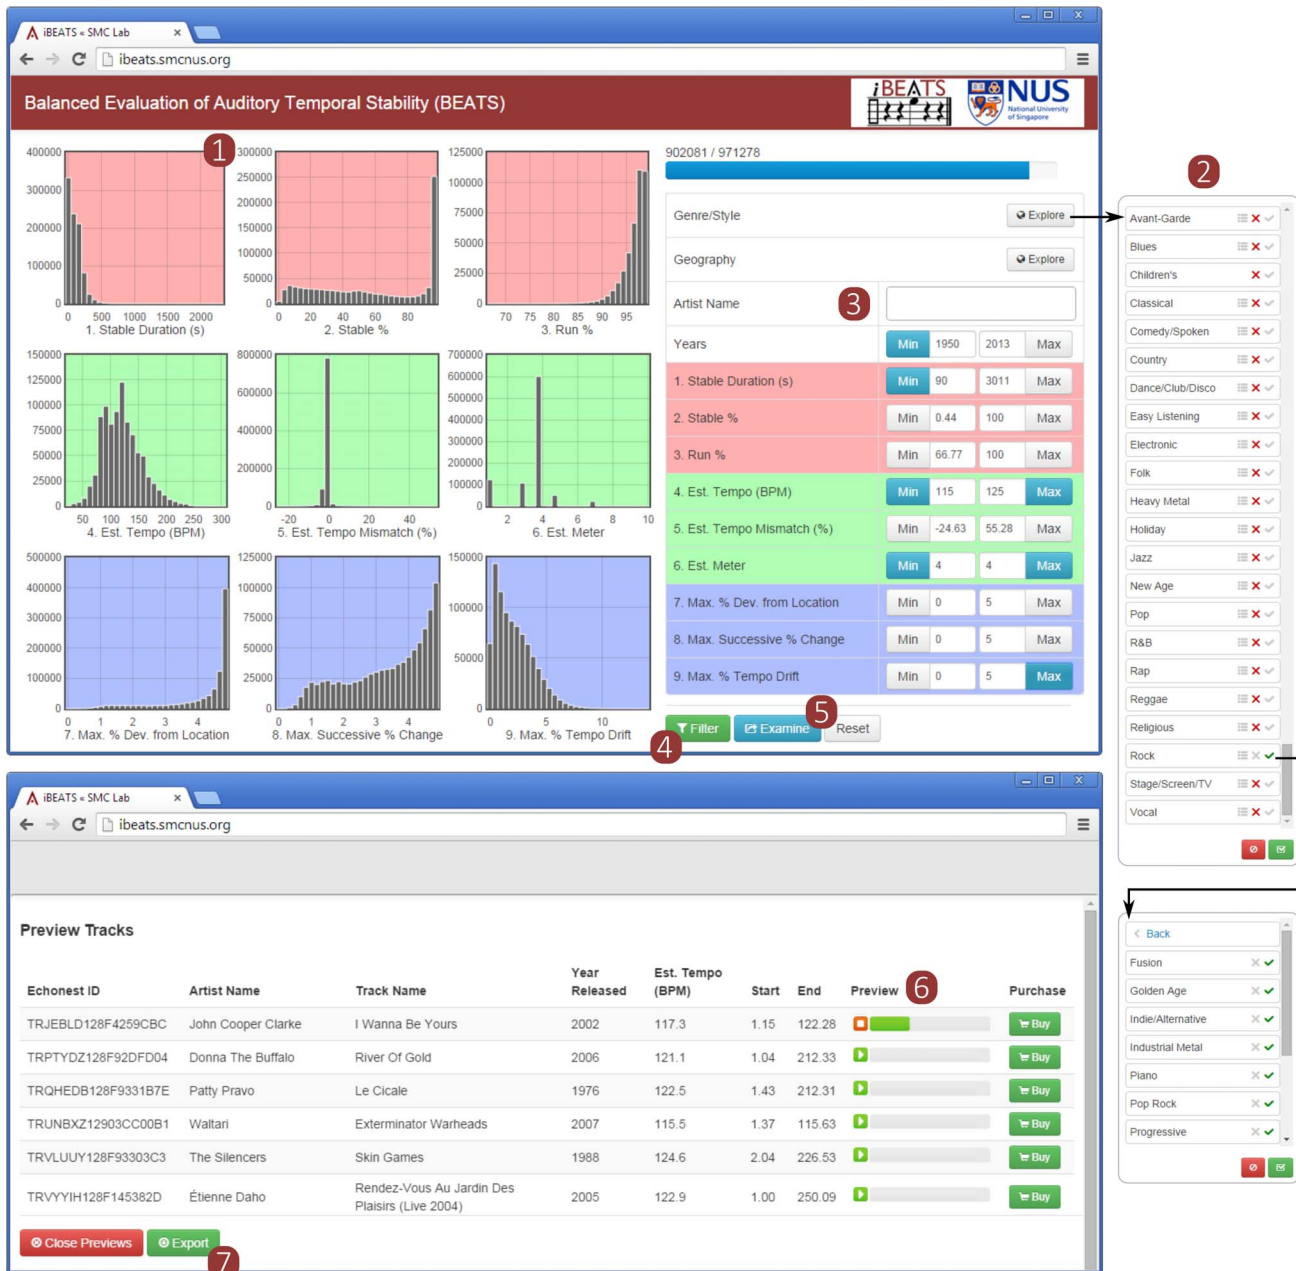 iBEATS « SMC Lab
ibeats.smcnus.org
Balanced Evaluation of Auditory Temporal Stability (BEATS)
iBEATS
NUS
National University
of Singapore
1
400000
300000
200000
100000
0
0 500 1000 1500 2000
1. Stable Duration (s)
300000
250000
200000
150000
100000
50000
0
0 20 40 60 80
2. Stable %
125000
100000
75000
50000
25000
0
70 75 80 85 90 95
3. Run %
150000
125000
100000
75000
50000
25000
0
50 100 150 200 250 300
4. Est. Tempo (BPM)
800000
600000
400000
200000
0
-20 0 20 40
5. Est. Tempo Mismatch (%)
700000
600000
500000
400000
300000
200000
100000
0
2 4 6 8 10
6. Est. Meter
500000
400000
300000
200000
100000
0
0 1 2 3 4
7. Max. % Dev. from Location
125000
100000
75000
50000
25000
0
0 1 2 3 4
8. Max. Successive % Change
150000
100000
50000
0
0 5 10
9. Max. % Tempo Drift
902081 / 971278
Genre/Style Explore
Geography Explore
Artist Name 3
Years Min 1950 2013 Max
1. Stable Duration (s) Min 90 3011 Max
2. Stable % Min 0.44 100 Max
3. Run % Min 66.77 100 Max
4. Est. Tempo (BPM) Min 115 125 Max
5. Est. Tempo Mismatch (%) Min -24.63 55.28 Max
6. Est. Meter Min 4 4 Max
7. Max. % Dev. from Location Min 0 5 Max
8. Max. Successive % Change Min 0 5 Max
9. Max. % Tempo Drift Min 0 5 Max
4 Filter Examine 5 Reset
2
Avant-Garde
Blues
Children's
Classical
Comedy/Spoken
Country
Dance/Club/Disco
Easy Listening
Electronic
Folk
Heavy Metal
Holiday
Jazz
New Age
Pop
R&B
Rap
Reggae
Religious
Rock
Stage/Screen/TV
Vocal
iBEATS « SMC Lab
ibeats.smcnus.org
Preview Tracks
Echonest ID Artist Name Track Name Year Released Est. Tempo (BPM) Start End Preview 6 Purchase
TRJEBLD128F4259CBC John Cooper Clarke I Wanna Be Yours 2002 117.3 1.15 122.28 Buy
TRPTYDZ128F92DFD04 Donna The Buffalo River Of Gold 2006 121.1 1.04 212.33 Buy
TRQHEDB128F9331B7E Patty Pravo Le Cicale 1976 122.5 1.43 212.31 Buy
TRUNBXZ12903CC00B1 Waltari Exterminator Warheads 2007 115.5 1.37 115.63 Buy
TRVLUUY128F93303C3 The Silencers Skin Games 1988 124.6 2.04 226.53 Buy
TRVYYIH128F145382D Étienne Daho Rendez-Vous Au Jardin Des Plaisirs (Live 2004) 2005 122.9 1.00 250.09 Buy
Close Previews Export 7
< Back
Fusion
Golden Age
Indie/Alternative
Industrial Metal
Piano
Pop Rock
Progressive